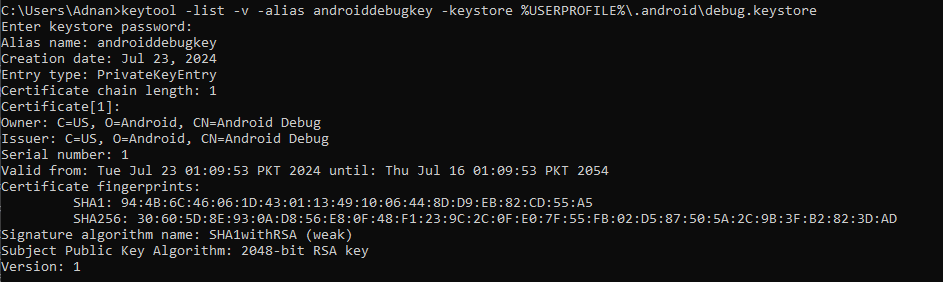 C:\Users\Adnan>keytool -list -v -alias androiddebugkey -keystore %USERPROFILE%\.android\debug.keystore
Enter keystore password:
Alias name: androiddebugkey
Creation date: Jul 23, 2024
Entry type: PrivateKeyEntry
Certificate chain length: 1
Certificate[1]:
Owner: C=US, O=Android, CN=Android Debug
Issuer: C=US, O=Android, CN=Android Debug
Serial number: 1
Valid from: Tue Jul 23 01:09:53 PKT 2024 until: Thu Jul 16 01:09:53 PKT 2054
Certificate fingerprints:
SHA1: 94:4B:6C:46:06:1D:43:01:13:49:10:06:44:8D:D9:EB:82:CD:55:A5
SHA256: 30:60:5D:8E:93:0A:D8:56:E8:0F:48:F1:23:9C:2C:0F:E0:7F:55:FB:02:D5:87:50:5A:2C:9B:3F:B2:82:3D:AD
Signature algorithm name: SHA1withRSA (weak)
Subject Public Key Algorithm: 2048-bit RSA key
Version: 1